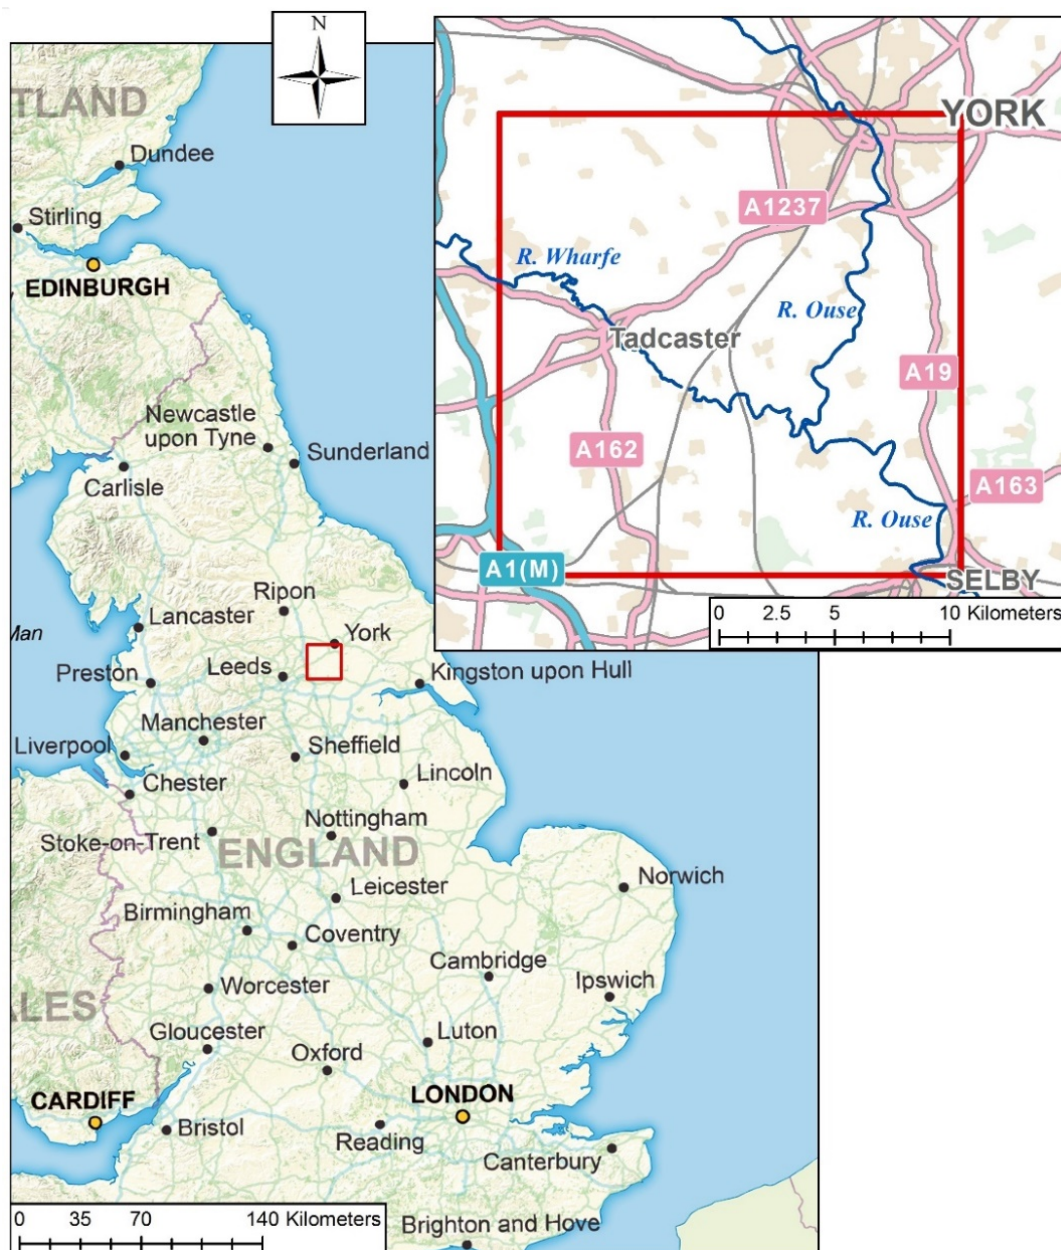 N
TLAND
Dundee
Stirling
EDINBURGH
Newcastle
upon Tyne
Sunderland
Carlisle
Ripon
Lancaster
Man
York
Leeds
Preston
Kingston upon Hull
Manchester
Liverpool
Sheffield
Chester
Lincoln
Nottingham
Stoke-on-Trent
ENGLAND
Leicester
Norwich
Birmingham
Coventry
Cambridge
Worcester
Ipswich
ALES
Gloucester
Luton
Oxford
CARDIFF
LONDON
Bristol
Reading
Canterbury
0 35 70 140 Kilometers
Brighton and Hove
YORK
A1237
R. Wharfe
R. Ouse
Tadcaster
A19
A162
A163
R. Ouse
A1(M)
SELBY
0 2.5 5 10 Kilometers